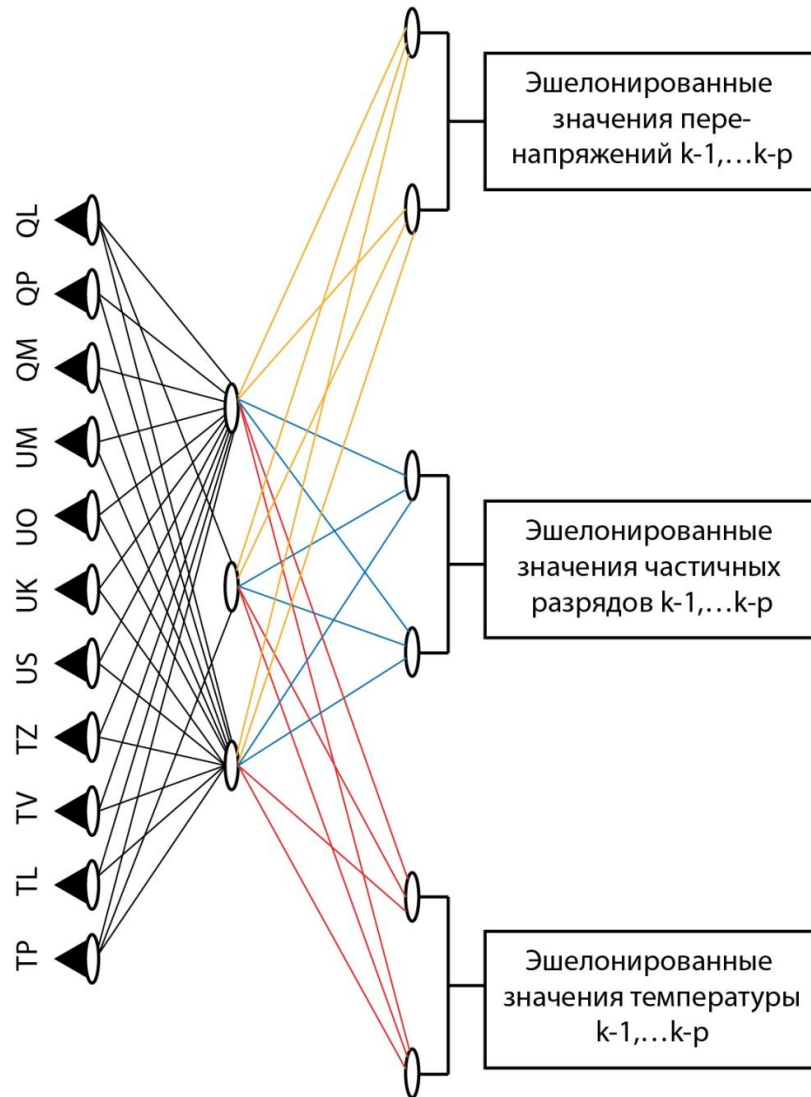 Эшелонированные
значения пере-
напряжений k-1,...k-p
QL
QP
QM
UM
UO
UK
US
TZ
TV
TL
TP
Эшелонированные
значения частичных
разрядов k-1,...k-p
Эшелонированные
значения температуры
k-1,...k-p